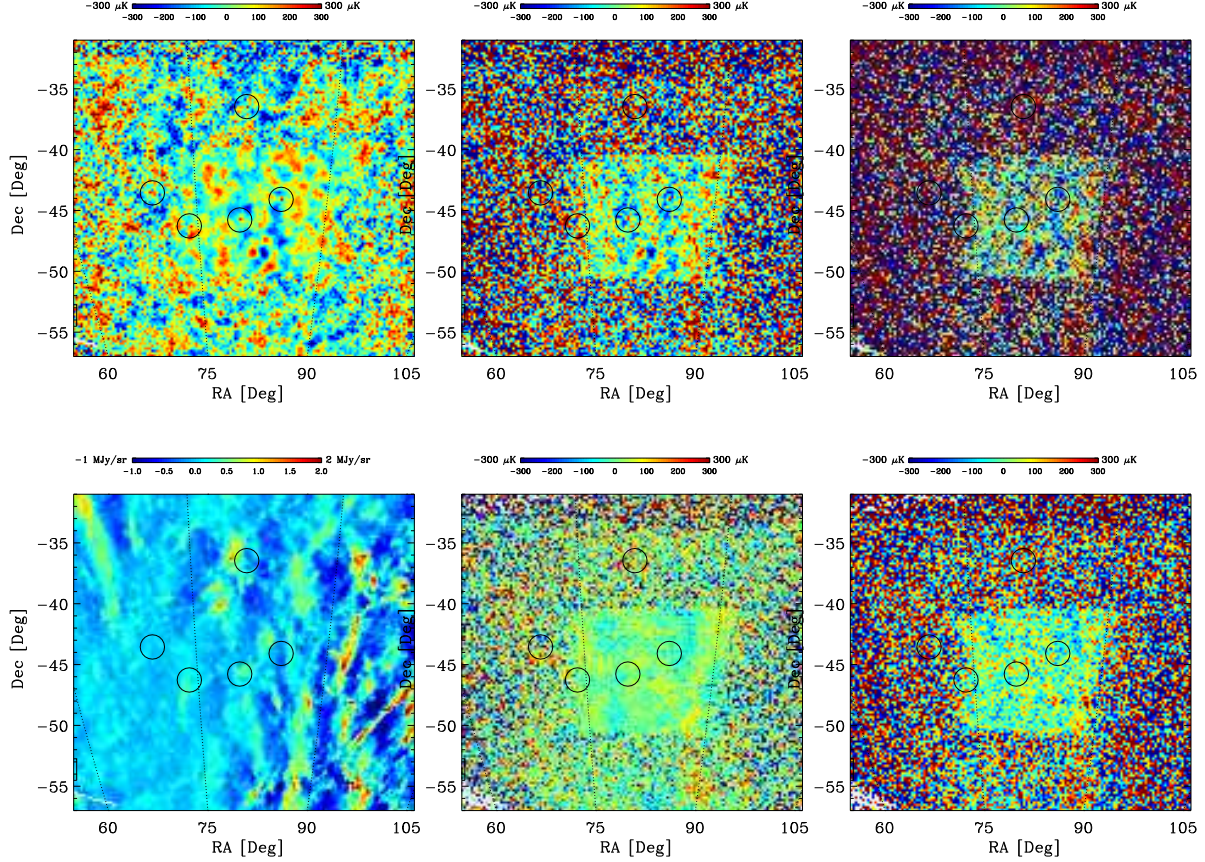 -300 μK 300 μK -300 μK 300 μK -300 μK 300 μK
-300 -200 -100 0 100 200 300 -300 -200 -100 0 100 200 300 -300 -200 -100 0 100 200 300
-35 -35 -35
-40 -40 -40
-45 -45 -45
-50 -50 -50
-55 -55 -55
Dec [Deg] Dec [Deg] Dec [Deg]
60 75 90 105 60 75 90 105 60 75 90 105
RA [Deg] RA [Deg] RA [Deg]
-1 MJy/sr 2 MJy/sr -300 μK 300 μK -300 μK 300 μK
-1.0 -0.5 0.0 0.5 1.0 1.5 2.0 -300 -200 -100 0 100 200 300 -300 -200 -100 0 100 200 300
-35 -35 -35
-40 -40 -40
-45 -45 -45
-50 -50 -50
-55 -55 -55
Dec [Deg] Dec [Deg] Dec [Deg]
60 75 90 105 60 75 90 105 60 75 90 105
RA [Deg] RA [Deg] RA [Deg]